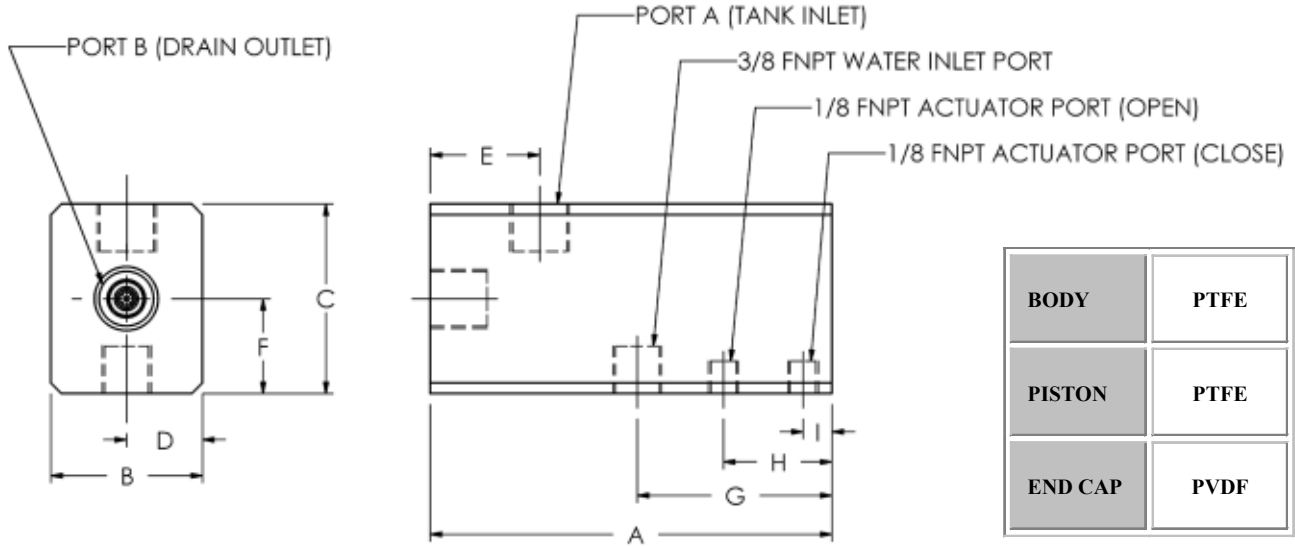 PORT A (TANK INLET)
PORT B (DRAIN OUTLET)
3/8 FNPT WATER INLET PORT
1/8 FNPT ACTUATOR PORT (OPEN)
1/8 FNPT ACTUATOR PORT (CLOSE)
E
C
F
D
B
I
H
G
A
BODY PTFE
PISTON PTFE
END CAP PVDF